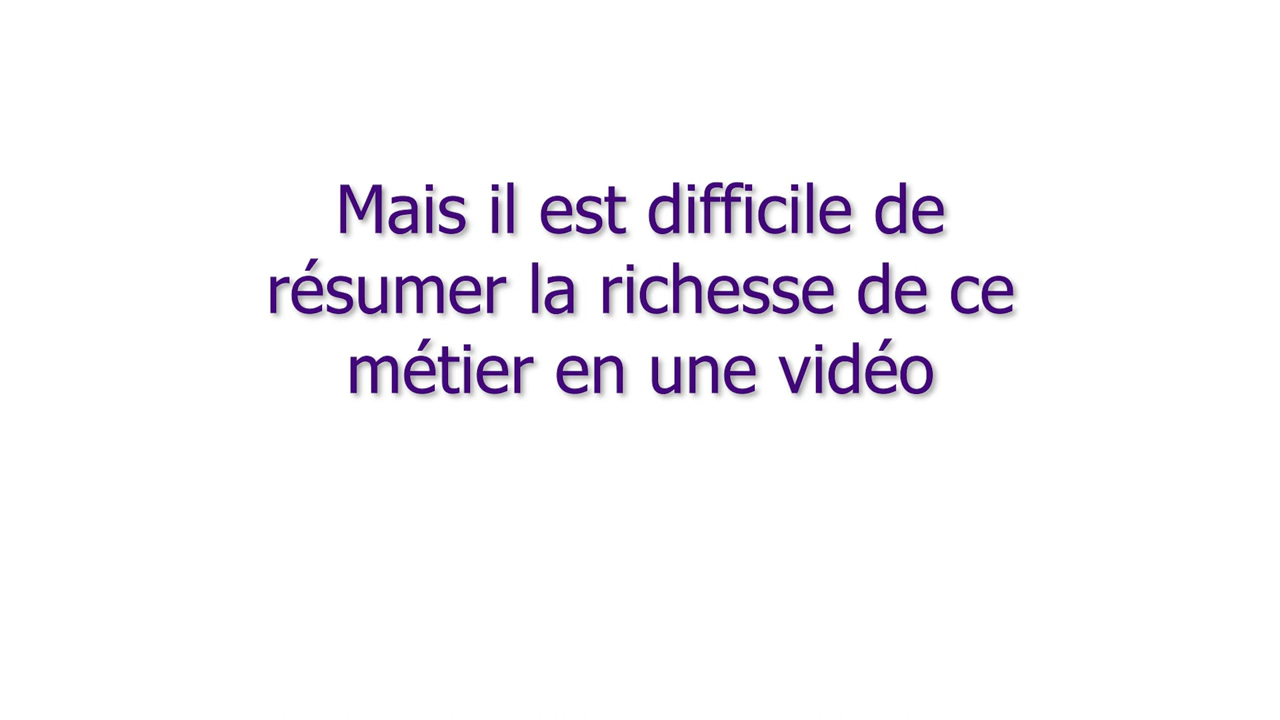 Mais il est difficile de
résumer la richesse de ce
métier en une vidéo